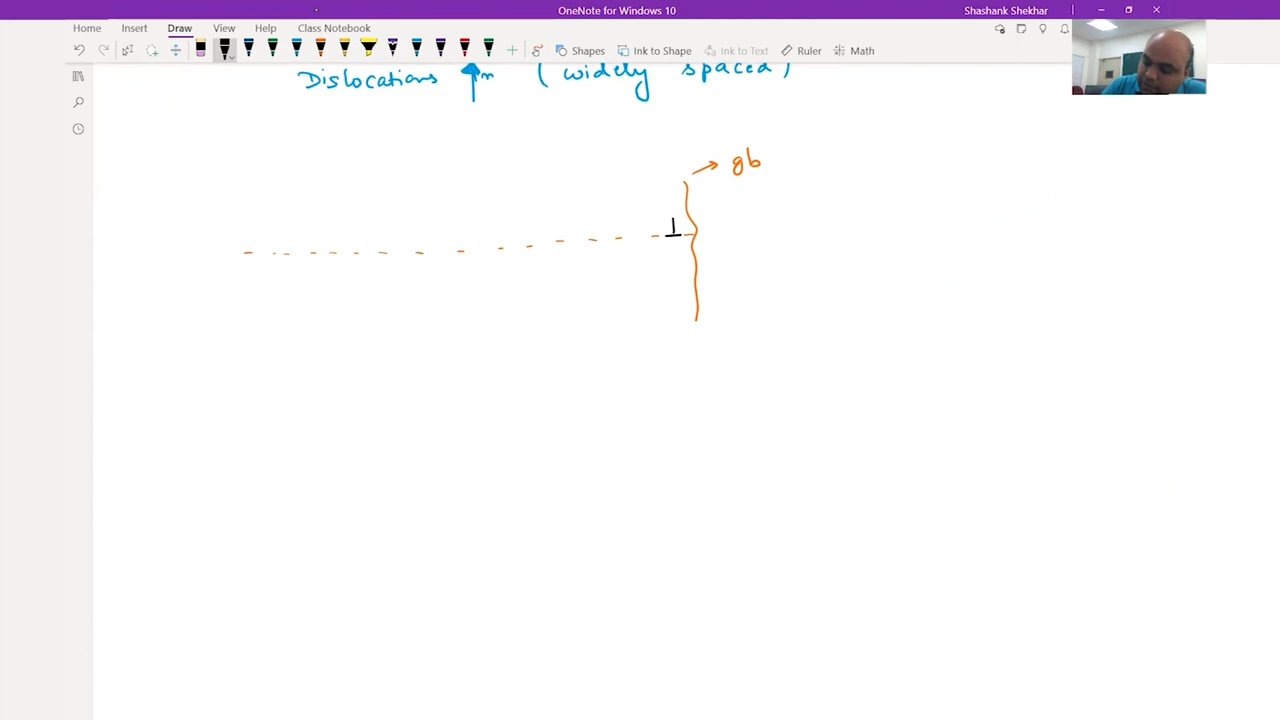 OneNote for Windows 10
Shashank Shekhar
Home Insert Draw View Help Class Notebook
Shapes Ink to Shape Ink to Text Ruler Math
Dislocations ↑n (widely spaced)
→ gb
⊥